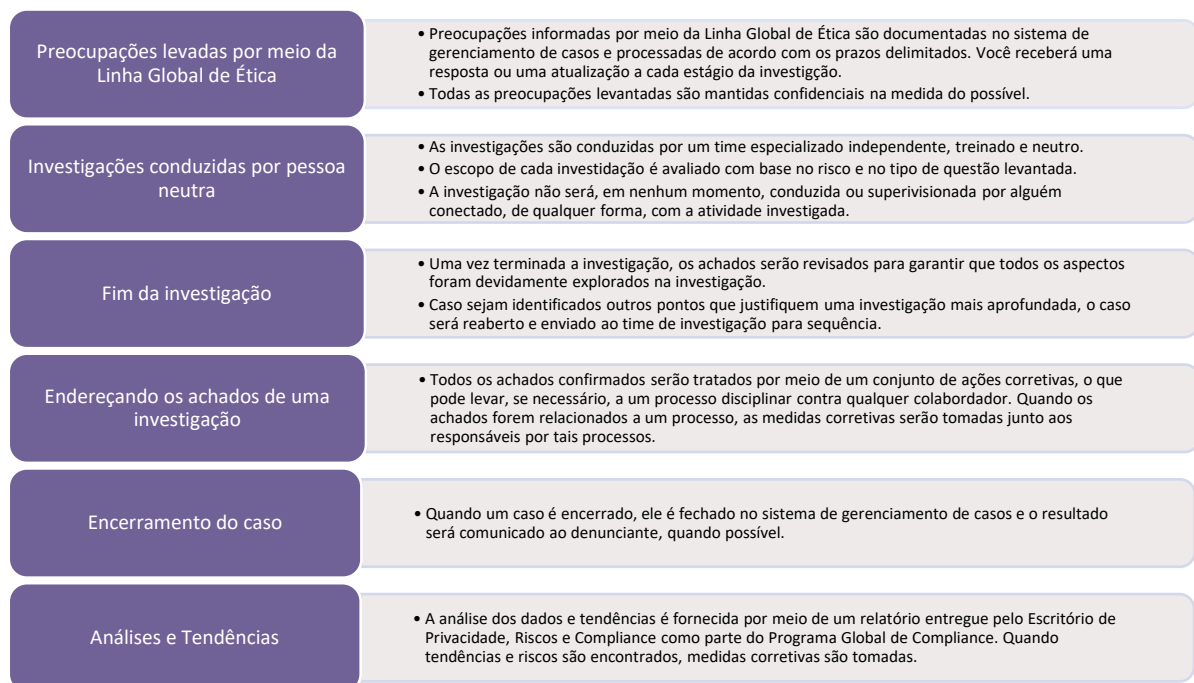 Preocupações levadas por meio da
Linha Global de Ética
• Preocupações informadas por meio da Linha Global de Ética são documentadas no sistema de
gerenciamento de casos e processadas de acordo com os prazos delimitados. Você receberá uma
resposta ou uma atualização a cada estágio da investigção.
• Todas as preocupações levantadas são mantidas confidenciais na medida do possível.
Investigações conduzidas por pessoa
neutra
• As investigações são conduzidas por um time especializado independente, treinado e neutro.
• O escopo de cada investidação é avaliado com base no risco e no tipo de questão levantada.
• A investigação não será, em nenhum momento, conduzida ou superivisionada por alguém
conectado, de qualquer forma, com a atividade investigada.
Fim da investigação
• Uma vez terminada a investigação, os achados serão revisados para garantir que todos os aspectos
foram devidamente explorados na investigação.
• Caso sejam identificados outros pontos que justifiquem uma investigação mais aprofundada, o caso
será reaberto e enviado ao time de investigação para sequência.
Endereçando os achados de uma
investigação
• Todos os achados confirmados serão tratados por meio de um conjunto de ações corretivas, o que
pode levar, se necessário, a um processo disciplinar contra qualquer colaborador. Quando os
achados forem relacionados a um processo, as medidas corretivas serão tomadas junto aos
responsáveis por tais processos.
Encerramento do caso
• Quando um caso é encerrado, ele é fechado no sistema de gerenciamento de casos e o resultado
será comunicado ao denunciante, quando possível.
Análises e Tendências
• A análise dos dados e tendências é fornecida por meio de um relatório entregue pelo Escritório de
Privacidade, Riscos e Compliance como parte do Programa Global de Compliance. Quando
tendências e riscos são encontrados, medidas corretivas são tomadas.